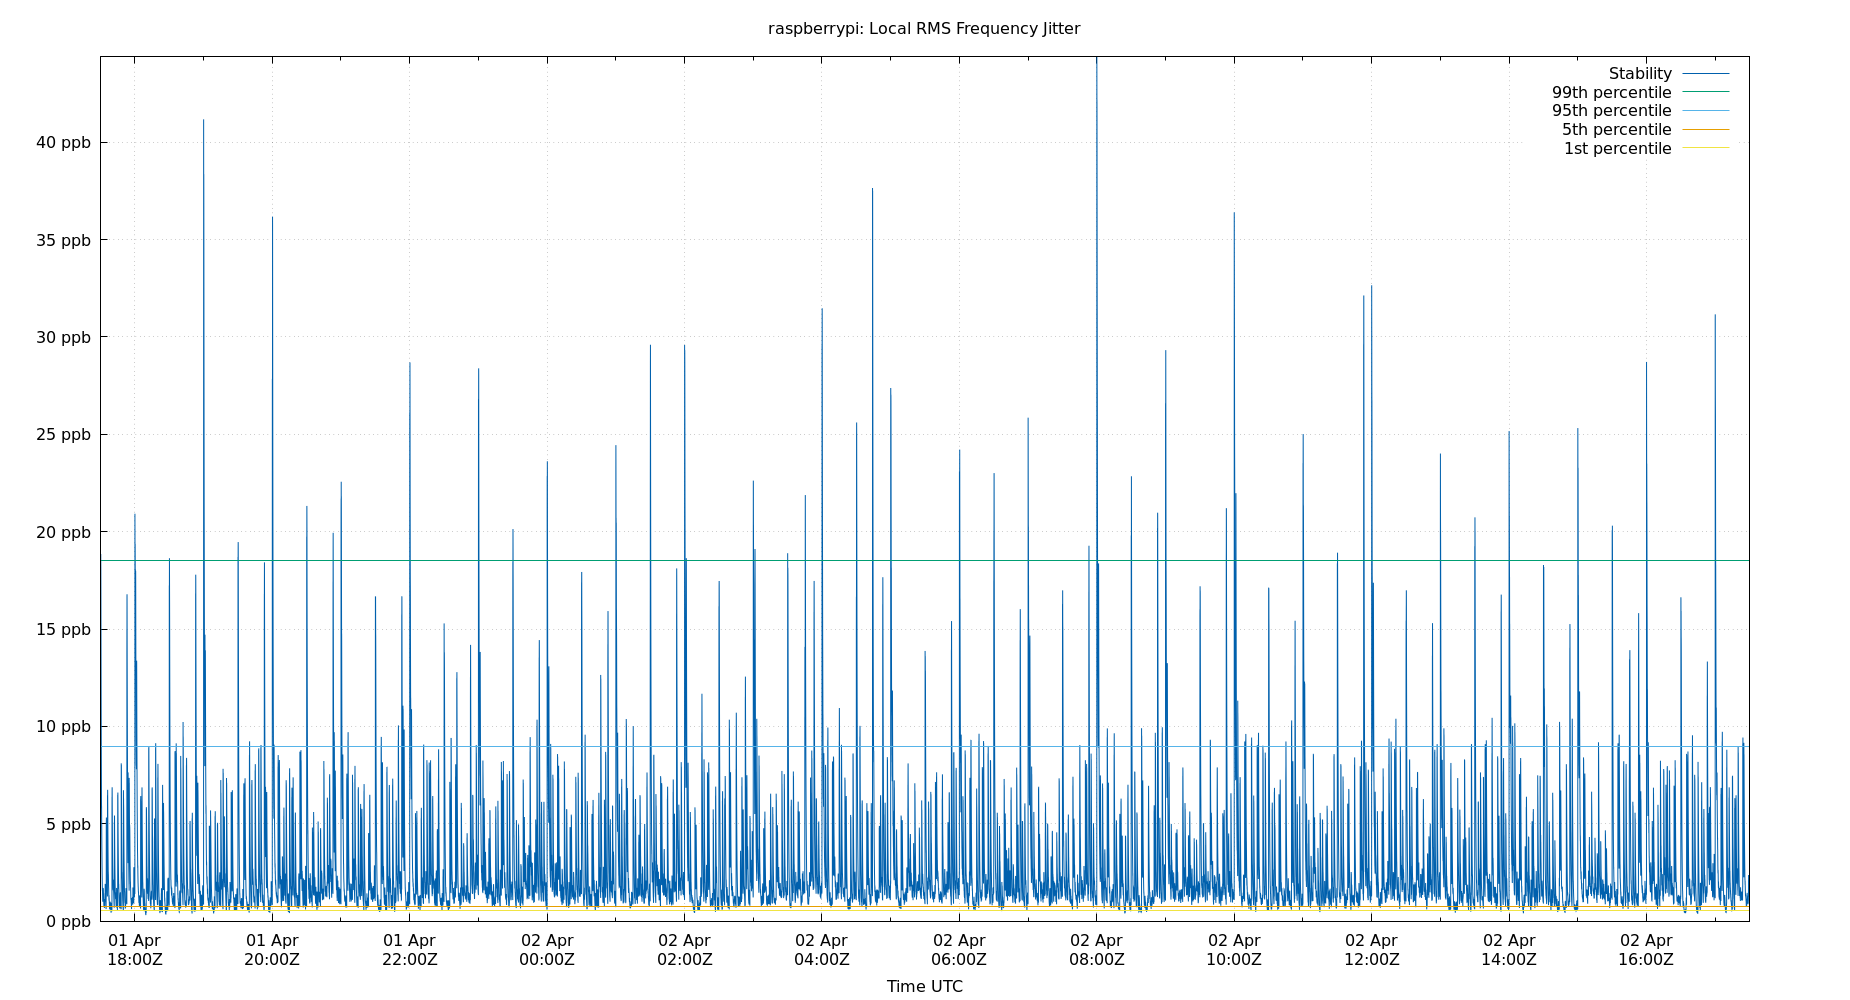 raspberrypi: Local RMS Frequency Jitter
Stability
99th percentile
95th percentile
5th percentile
1st percentile
40 ppb
35 ppb
30 ppb
25 ppb
20 ppb
15 ppb
10 ppb
5 ppb
0 ppb
01 Apr 01 Apr 01 Apr 02 Apr 02 Apr 02 Apr 02 Apr 02 Apr 02 Apr 02 Apr 02 Apr 02 Apr
18:00Z 20:00Z 22:00Z 00:00Z 02:00Z 04:00Z 06:00Z 08:00Z 10:00Z 12:00Z 14:00Z 16:00Z
Time UTC